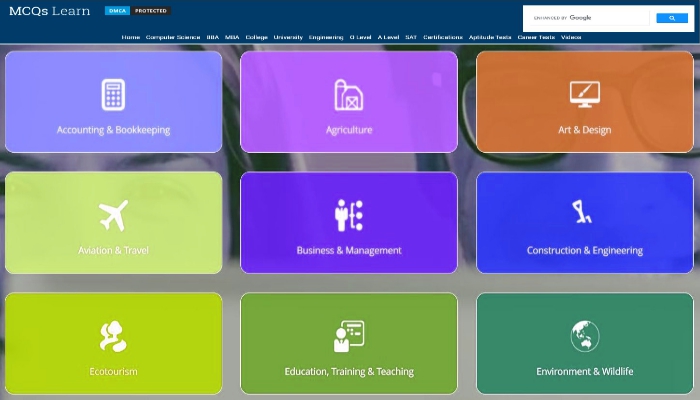 MCQs Learn DMCA PROTECTED
ENHANCED BY Google
Home Computer Science BBA MBA College University Engineering O Level A Level SAT Certifications Aptitude Tests Career Tests Videos
Accounting & Bookkeeping Agriculture Art & Design
Aviation & Travel Business & Management Construction & Engineering
Ecotourism Education, Training & Teaching Environment & Wildlife